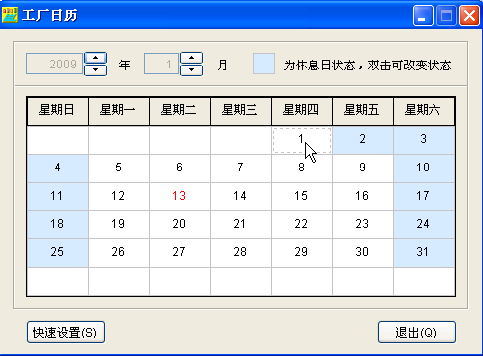 工厂日历
2009 年 1 月 为休息日状态，双击可改变状态
星期日 星期一 星期二 星期三 星期四 星期五 星期六
1 2 3
4 5 6 7 8 9 10
11 12 13 14 15 16 17
18 19 20 21 22 23 24
25 26 27 28 29 30 31
快速设置(S) 退出(Q)